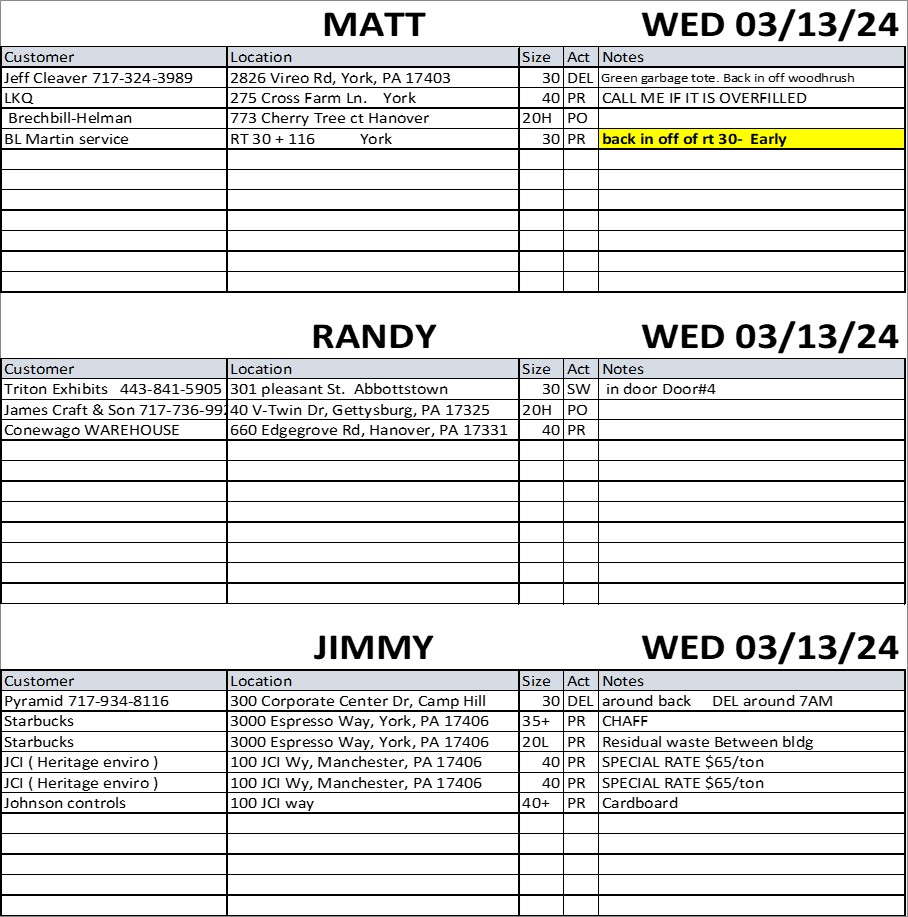 MATT WED 03/13/24
Customer Location Size Act Notes
Jeff Cleaver 717-324-3989 2826 Vireo Rd, York, PA 17403 30 DEL Green garbage tote. Back in off woodhrush
LKQ 275 Cross Farm Ln. York 40 PR CALL ME IF IT IS OVERFILLED
Brechbill-Helman 773 Cherry Tree ct Hanover 20H PO
BL Martin service RT 30 + 116 York 30 PR back in off of rt 30- Early
RANDY WED 03/13/24
Customer Location Size Act Notes
Triton Exhibits 443-841-5905 301 pleasant St. Abbottstown 30 SW in door Door#4
James Craft & Son 717-736-992 40 V-Twin Dr, Gettysburg, PA 17325 20H PO
Conewago WAREHOUSE 660 Edgegrove Rd, Hanover, PA 17331 40 PR
JIMMY WED 03/13/24
Customer Location Size Act Notes
Pyramid 717-934-8116 300 Corporate Center Dr, Camp Hill 30 DEL around back DEL around 7AM
Starbucks 3000 Espresso Way, York, PA 17406 35+ PR CHAFF
Starbucks 3000 Espresso Way, York, PA 17406 20L PR Residual waste Between bldg
JCI ( Heritage enviro ) 100 JCI Wy, Manchester, PA 17406 40 PR SPECIAL RATE $65/ton
JCI ( Heritage enviro ) 100 JCI Wy, Manchester, PA 17406 40 PR SPECIAL RATE $65/ton
Johnson controls 100 JCI way 40+ PR Cardboard